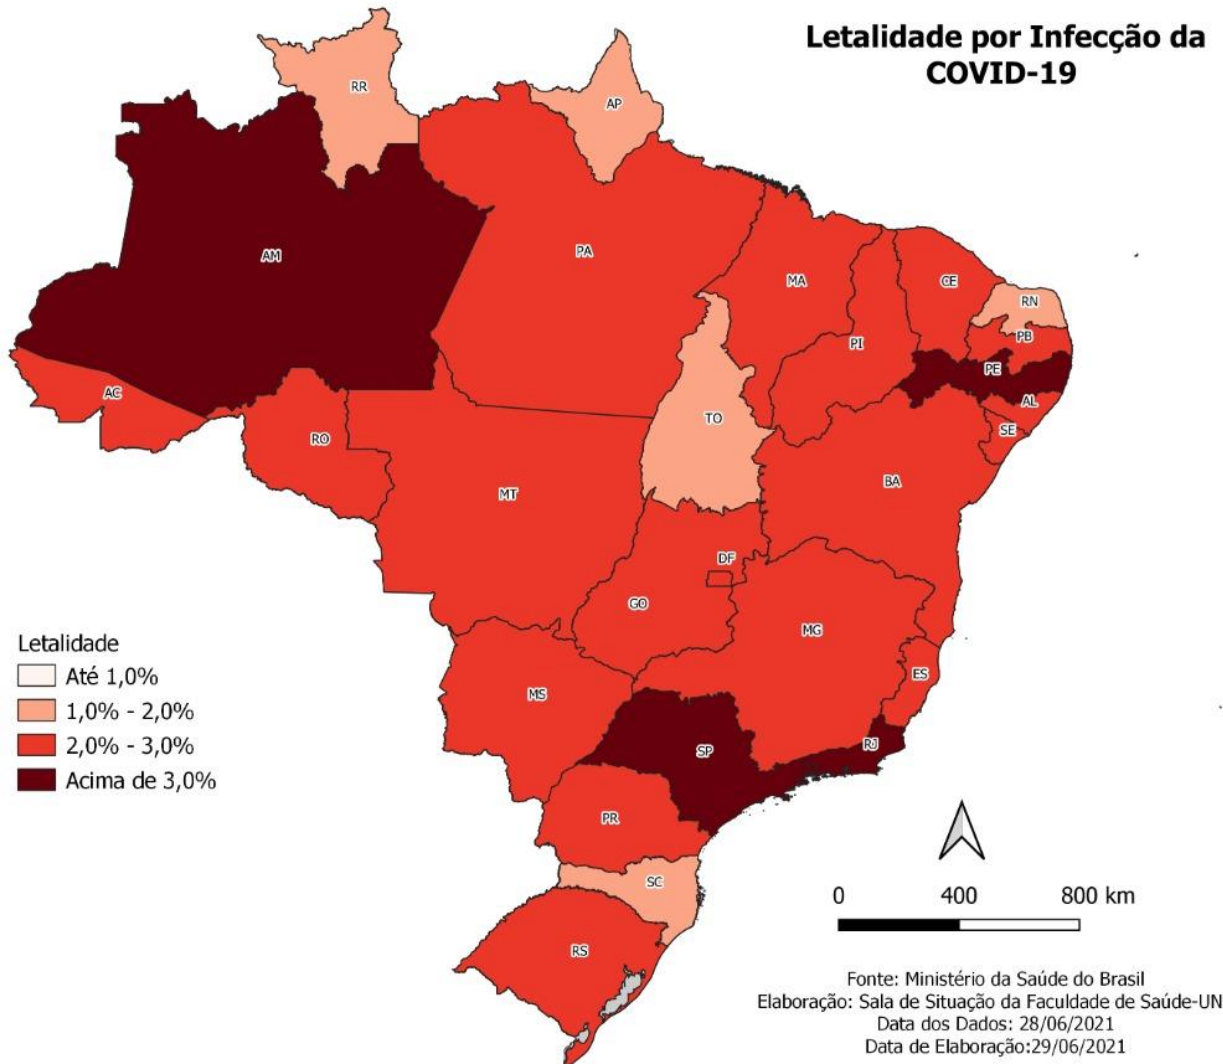 Letalidade por Infecção da
COVID-19
RR
AP
AM
PA
MA
CE
RN
PB
PI
PE
AC
AL
TO
SE
RO
BA
MT
DF
GO
MG
ES
MS
RJ
SP
PR
SC
RS
Letalidade
Até 1,0%
1,0% - 2,0%
2,0% - 3,0%
Acima de 3,0%
0 400 800 km
Fonte: Ministério da Saúde do Brasil
Elaboração: Sala de Situação da Faculdade de Saúde-UN
Data dos Dados: 28/06/2021
Data de Elaboração:29/06/2021